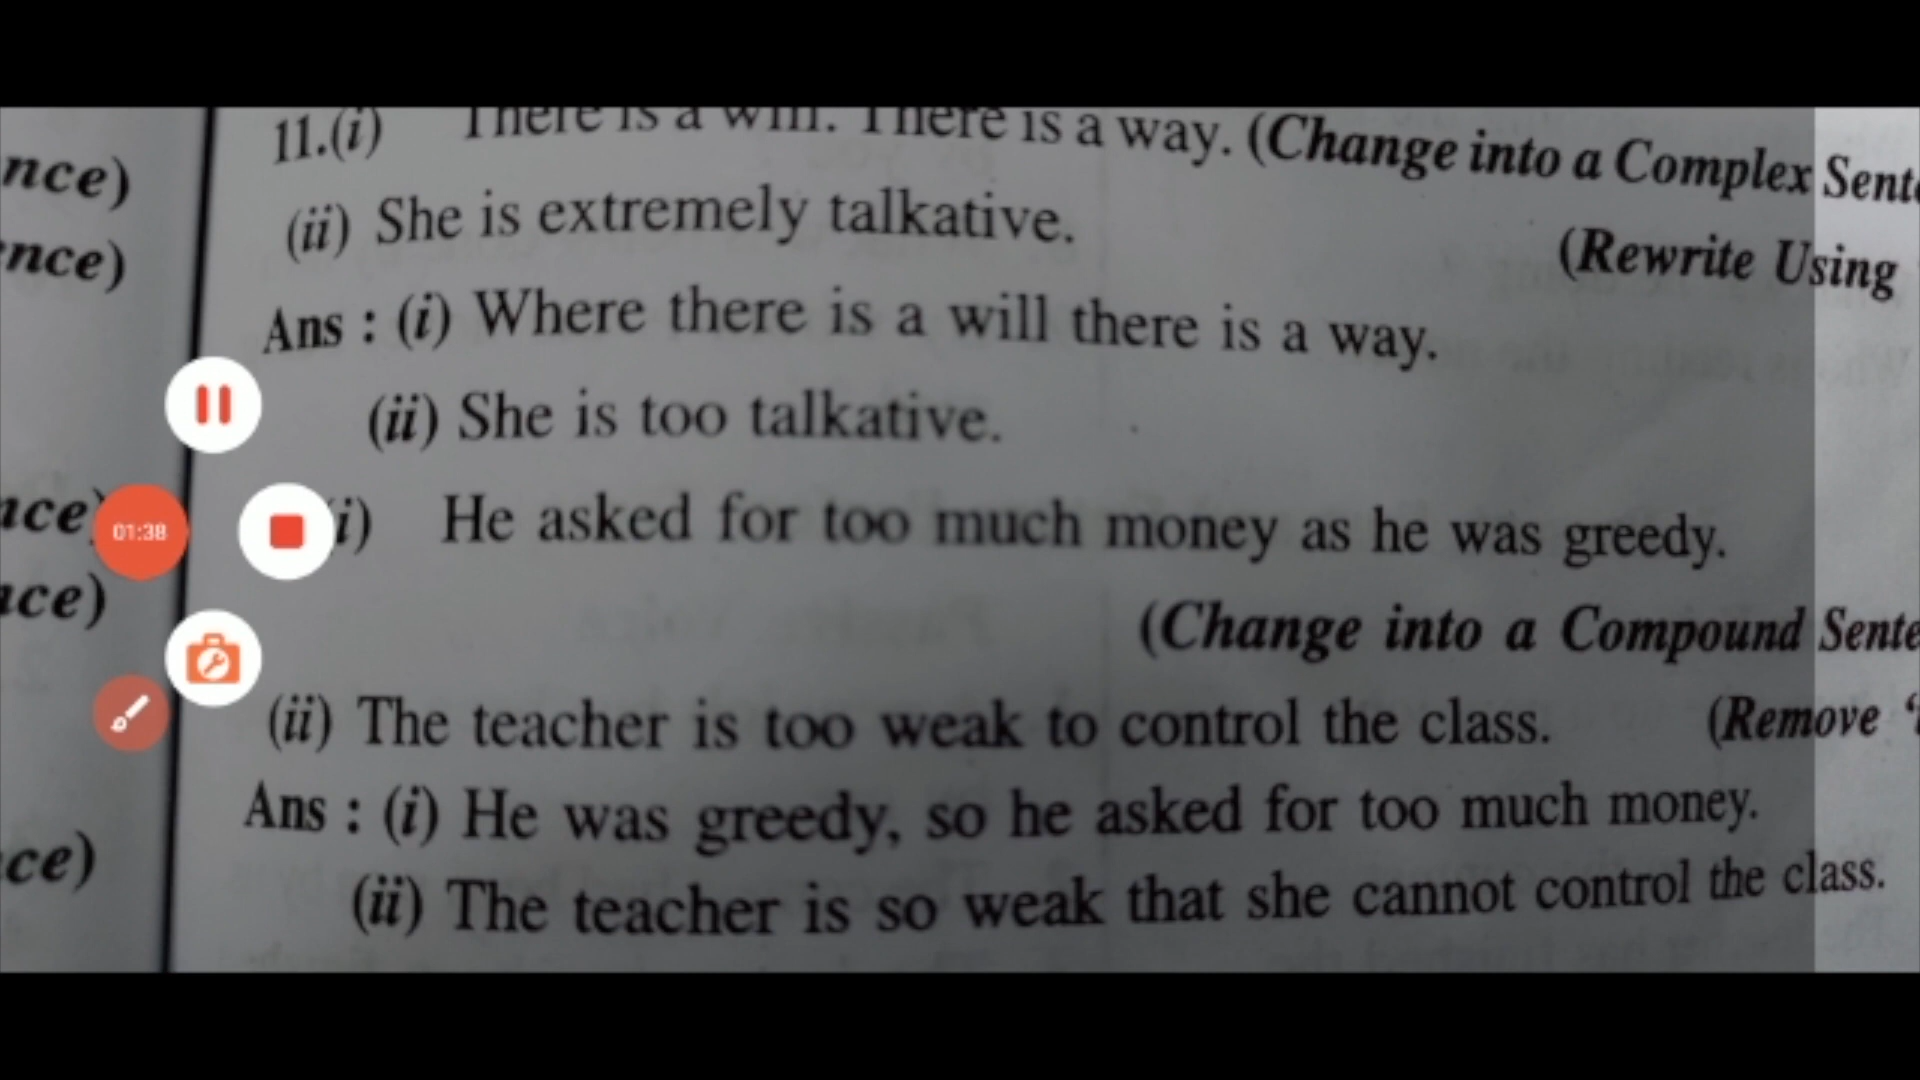 nce)
ence)
nce)
nce)
ce)
11.(i) There is a will. There is a way. (Change into a Complex Sent
(ii) She is extremely talkative.
(Rewrite Using
Ans : (i) Where there is a will there is a way.
(ii) She is too talkative.
01:38
i) He asked for too much money as he was greedy.
(Change into a Compound Sente
(ii) The teacher is too weak to control the class. (Remove ‘
Ans : (i) He was greedy, so he asked for too much money.
(ii) The teacher is so weak that she cannot control the class.